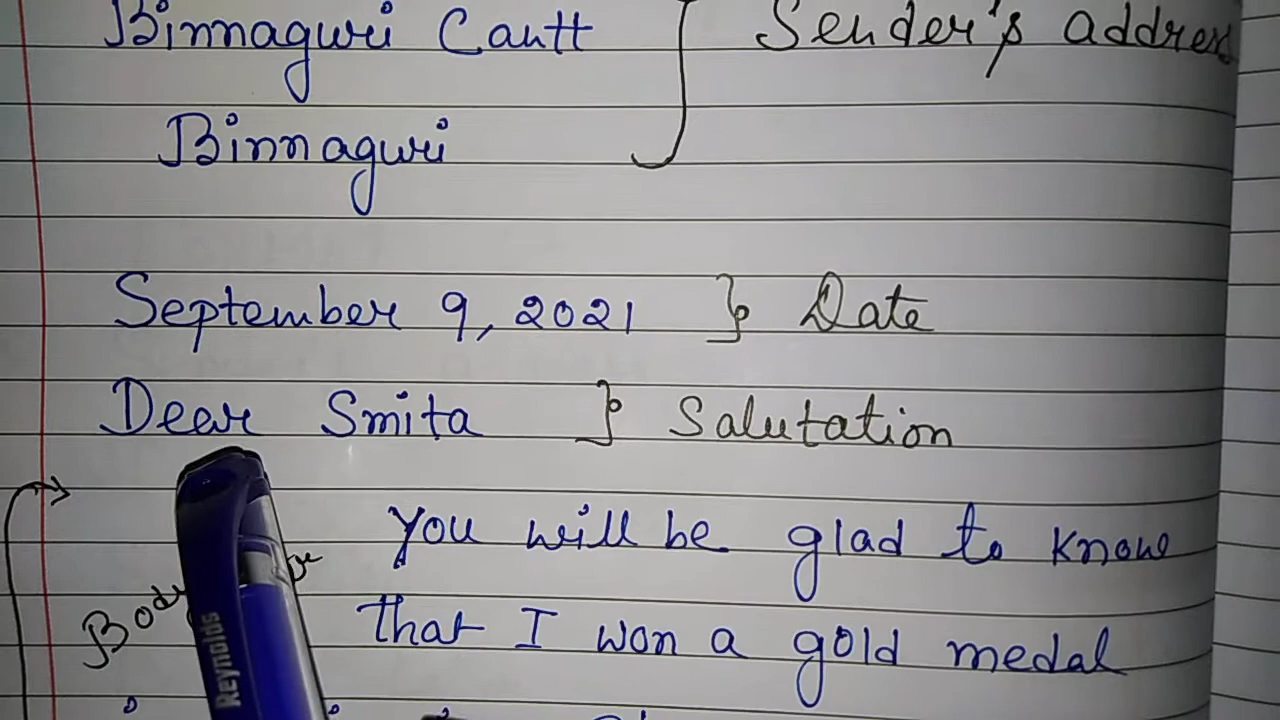 Binnaguri Cantt Sender's address
Binnaguri
September 9, 2021 } Date
Dear Smita } Salutation
You will be glad to know
that I won a gold medal
Reynolds